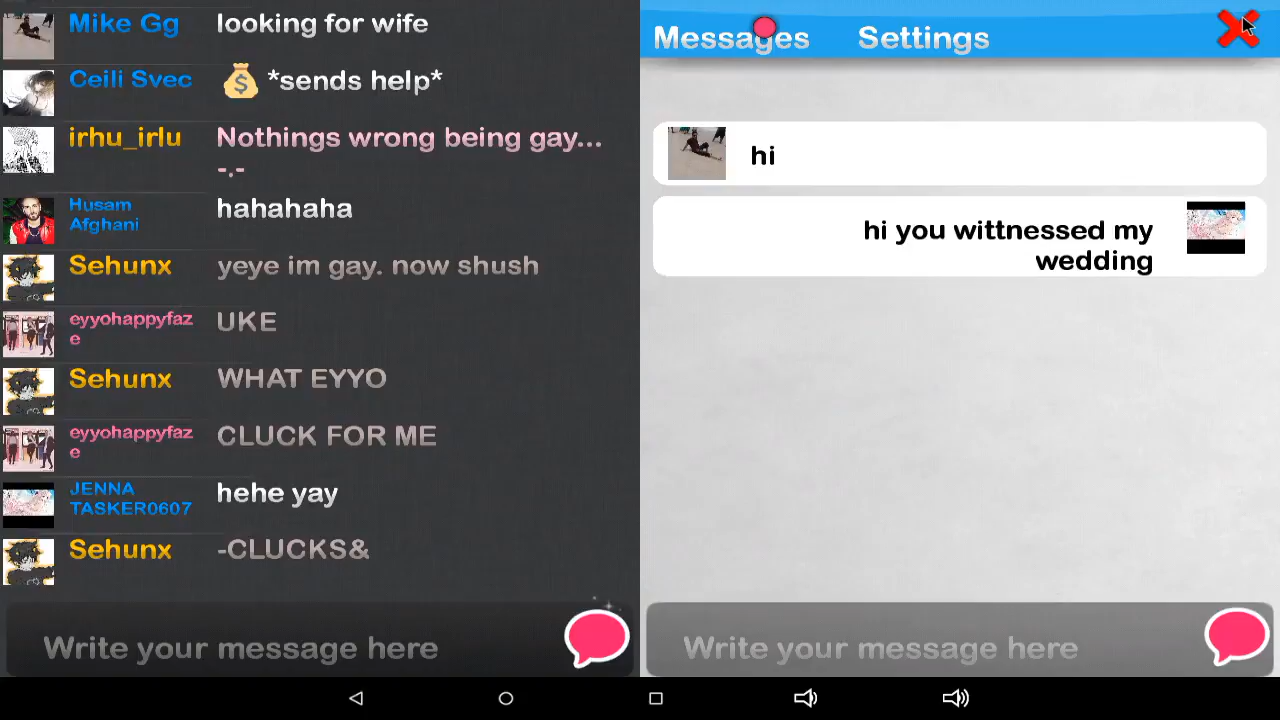 Mike Gg looking for wife
Ceili Svec *sends help*
irhu_irlu Nothings wrong being gay...
-.-
Husam
Afghani
hahahaha
Sehunx yeye im gay. now shush
eyyohappyfaz
e
UKE
Sehunx WHAT EYYO
eyyohappyfaz
e
CLUCK FOR ME
JENNA
TASKER0607
hehe yay
Sehunx -CLUCKS&
Write your message here
Messages Settings
hi
hi you wittnessed my
wedding
Write your message here